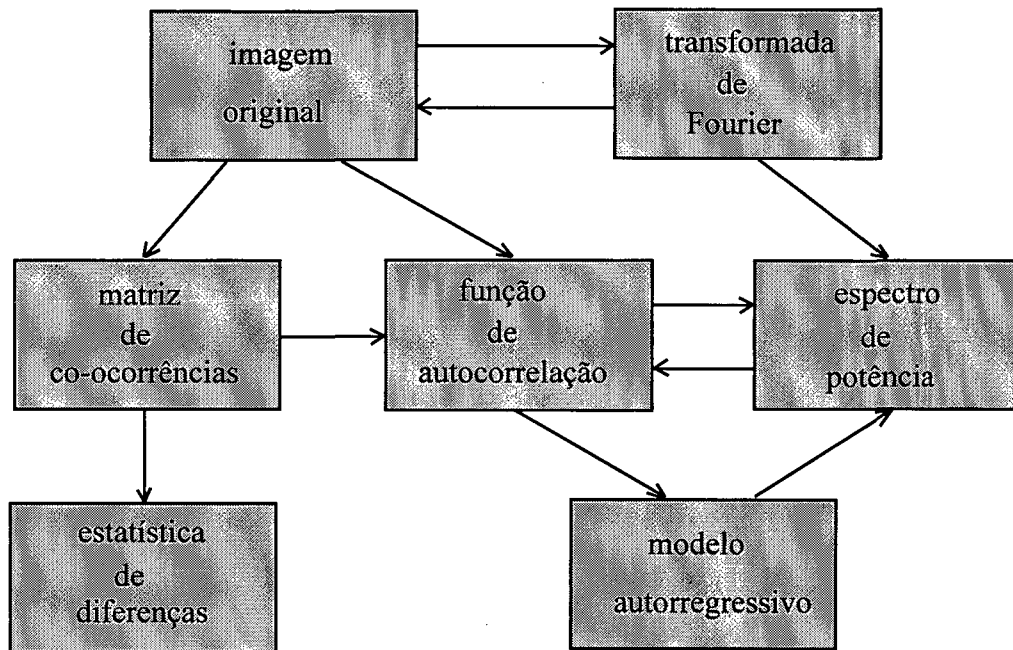 imagem
original
transformada
de
Fourier
matriz
de
co-ocorrências
função
de
autocorrelação
espectro
de
potência
estatística
de
diferenças
modelo
autorregressivo